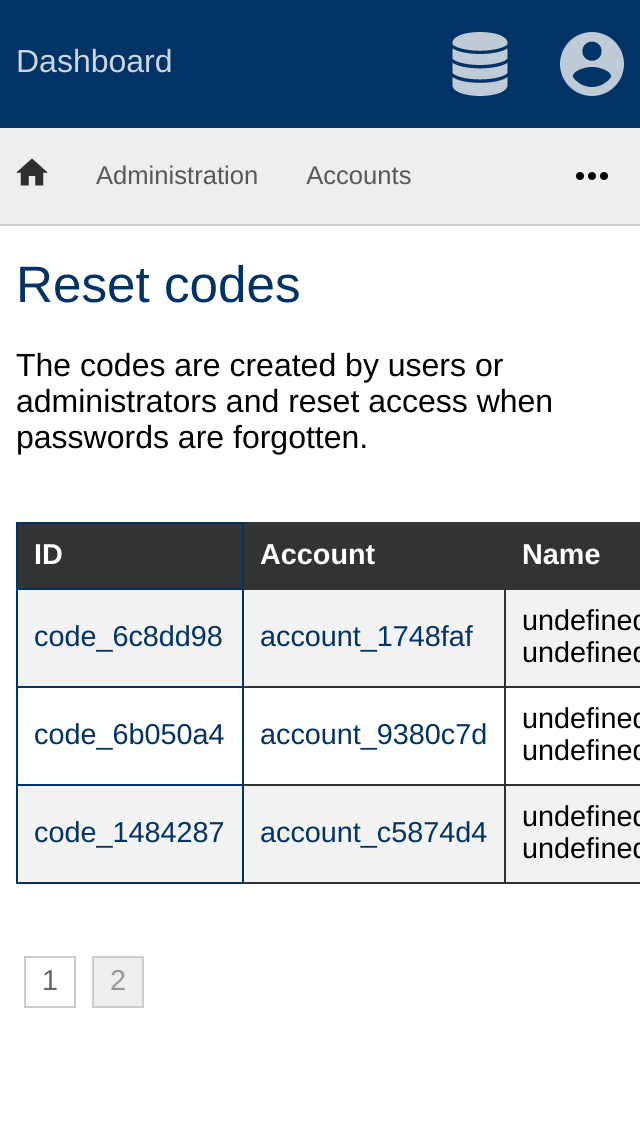 Dashboard
Administration Accounts
Reset codes
The codes are created by users or
administrators and reset access when
passwords are forgotten.
ID Account Name
code_6c8dd98 account_1748faf undefined
undefined
code_6b050a4 account_9380c7d undefined
undefined
code_1484287 account_c5874d4 undefined
undefined
1 2